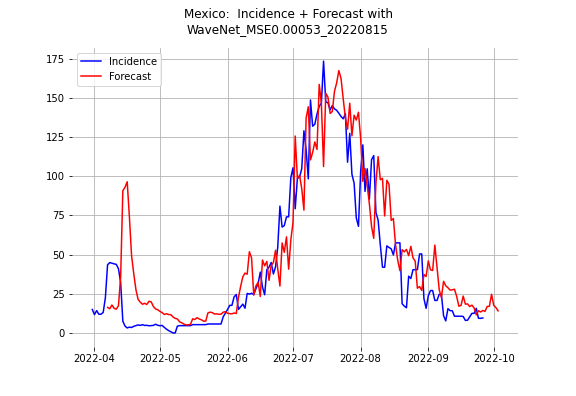 Mexico:  Incidence + Forecast with
WaveNet_MSE0.00053_20220815
Incidence
Forecast
175
150
125
100
75
50
25
0
2022-04 2022-05 2022-06 2022-07 2022-08 2022-09 2022-10